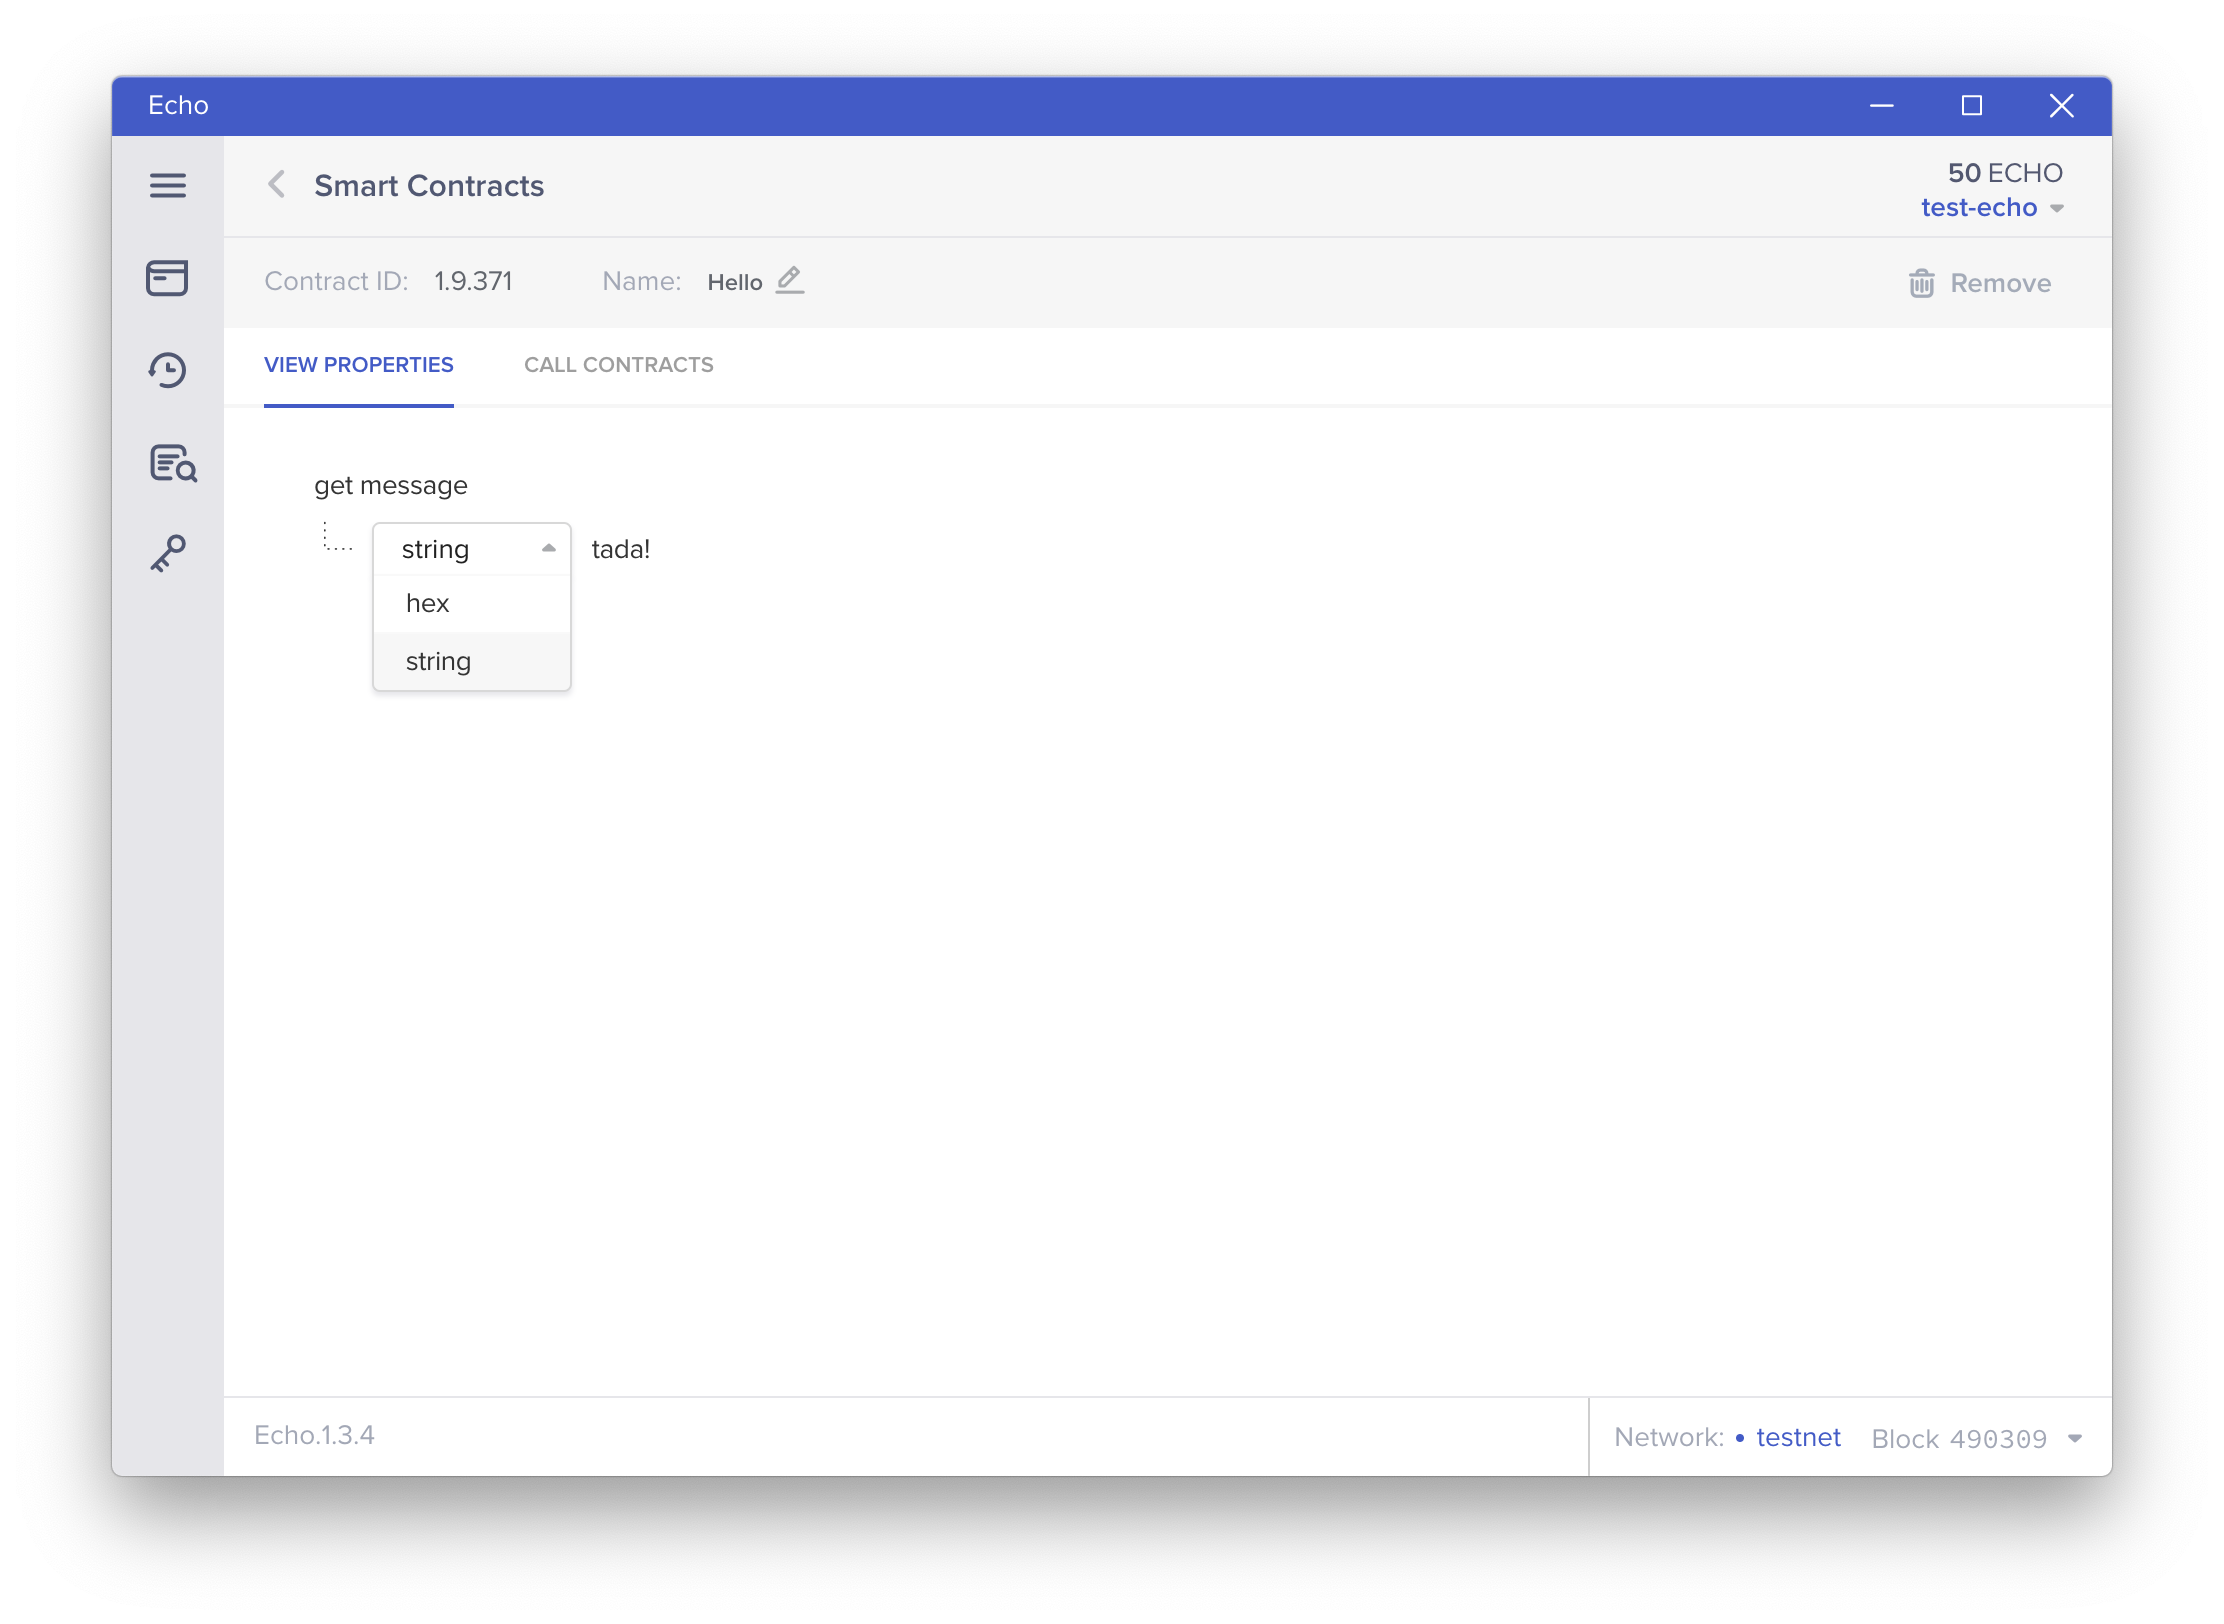 Echo
Smart Contracts
50 ECHO
test-echo
Contract ID: 1.9.371 Name: Hello Remove
VIEW PROPERTIES CALL CONTRACTS
get message
string tada!
hex
string
Echo.1.3.4 Network: • testnet Block 490309